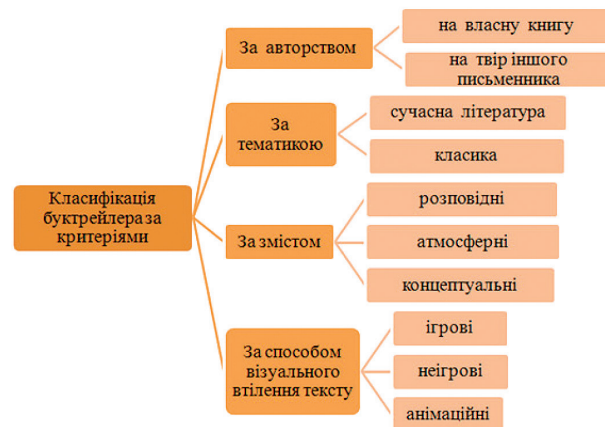 Класифікація
буктрейлера за
критеріями
За авторством
на власну книгу
на твір іншого
письменника
За
тематикою
сучасна література
класика
За змістом
розповідні
атмосферні
концептуальні
За способом
візуального
втілення тексту
ігрові
неігрові
анімаційні